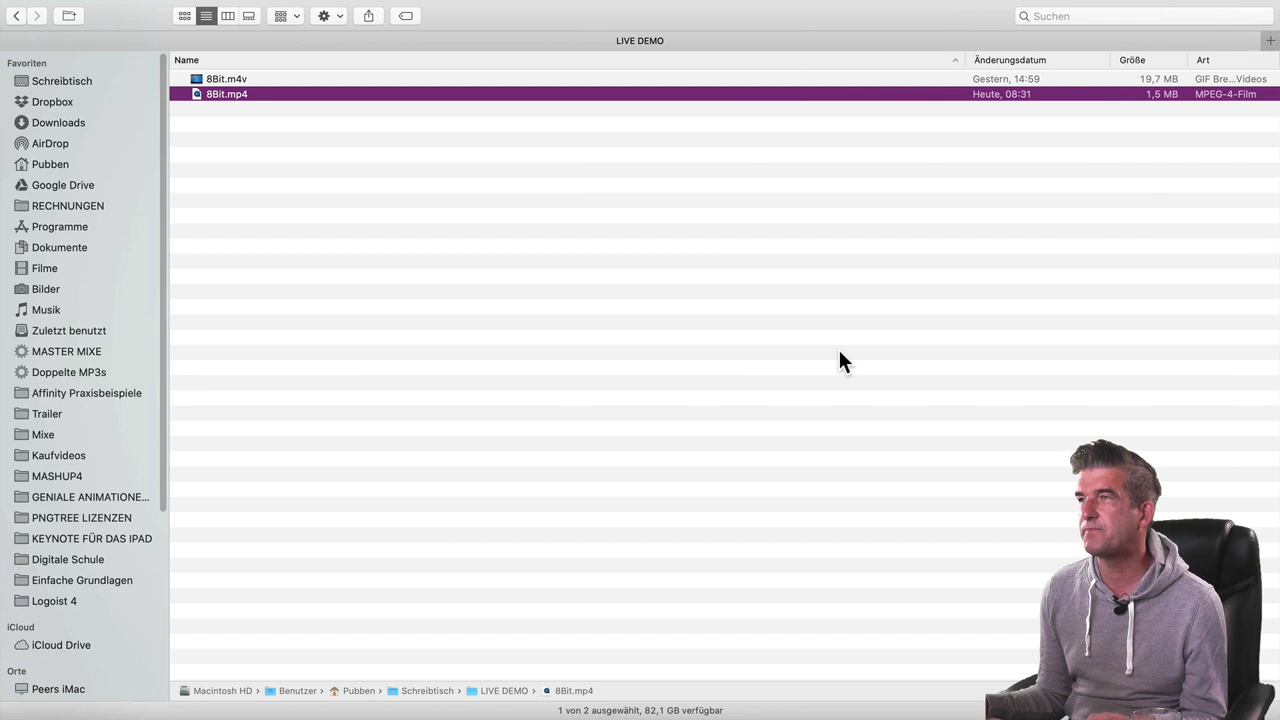 Suchen
LIVE DEMO
Favoriten
Schreibtisch
Dropbox
Downloads
AirDrop
Pubben
Google Drive
RECHNUNGEN
Programme
Dokumente
Filme
Bilder
Musik
Zuletzt benutzt
MASTER MIXE
Doppelte MP3s
Affinity Praxisbeispiele
Trailer
Mixe
Kaufvideos
MASHUP4
GENIALE ANIMATIONE...
PNGTREE LIZENZEN
KEYNOTE FÜR DAS IPAD
Digitale Schule
Einfache Grundlagen
Logoist 4
iCloud
iCloud Drive
Orte
Peers iMac
Name Änderungsdatum Größe Art
8Bit.m4v Gestern, 14:59 19,7 MB GIF Bre...Videos
8Bit.mp4 Heute, 08:31 1,5 MB MPEG-4-Film
Macintosh HD › Benutzer › Pubben › Schreibtisch › LIVE DEMO › 8Bit.mp4
1 von 2 ausgewählt, 82,1 GB verfügbar